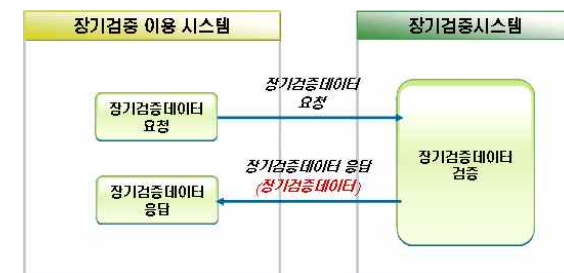 장기검증 이용 시스템
장기검증시스템
장기검증데이터
요청
장기검증데이터
요청
장기검증데이터 응답
(장기검증데이터)
장기검증데이터
응답
장기검증데이터
검증